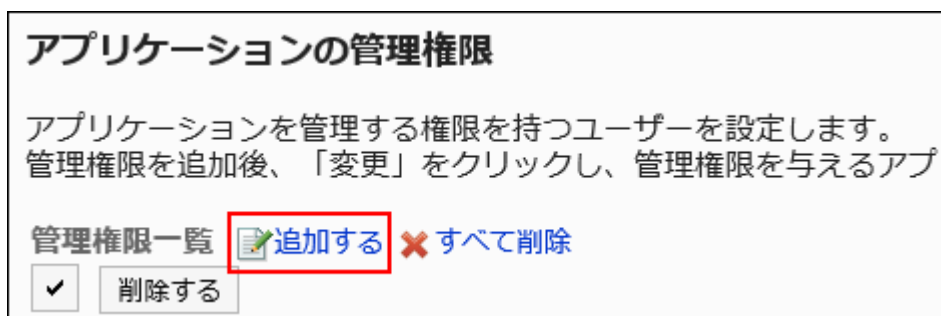 アプリケーションの管理権限
アプリケーションを管理する権限を持つユーザーを設定します。
管理権限を追加後、「変更」をクリックし、管理権限を与えるアプ
管理権限一覧 追加する すべて削除
削除する